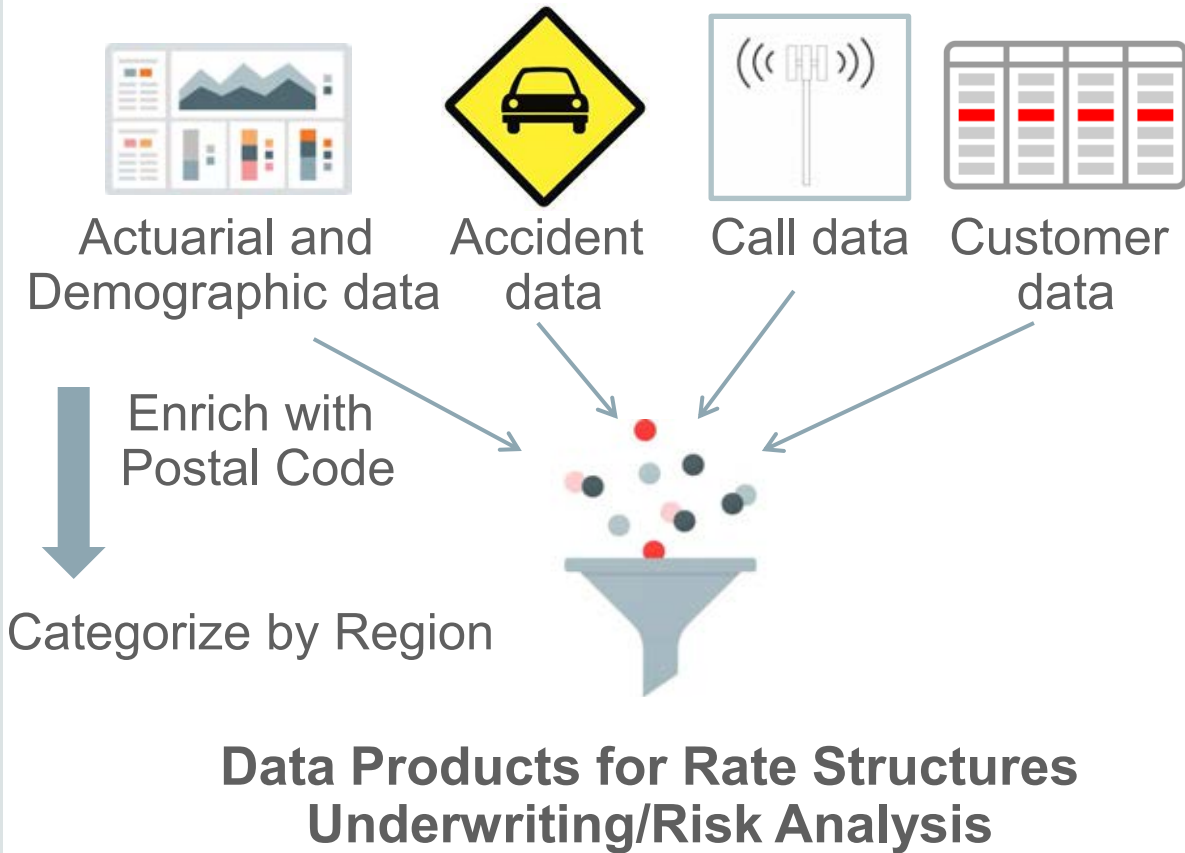 Actuarial and
Demographic data
Accident
data
Call data
Customer
data
Enrich with
Postal Code
Categorize by Region
Data Products for Rate Structures
Underwriting/Risk Analysis